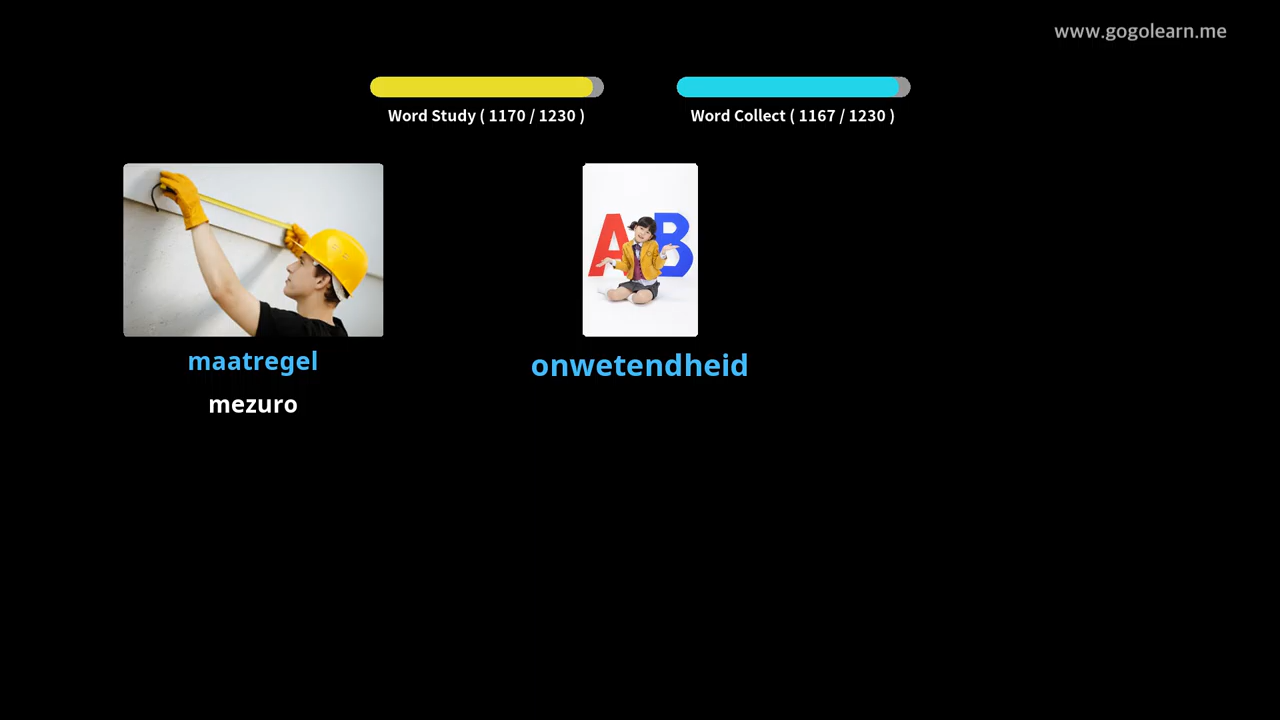 www.gogolearn.me
Word Study ( 1170 / 1230 )
Word Collect ( 1167 / 1230 )
A B
maatregel
mezuro
onwetendheid